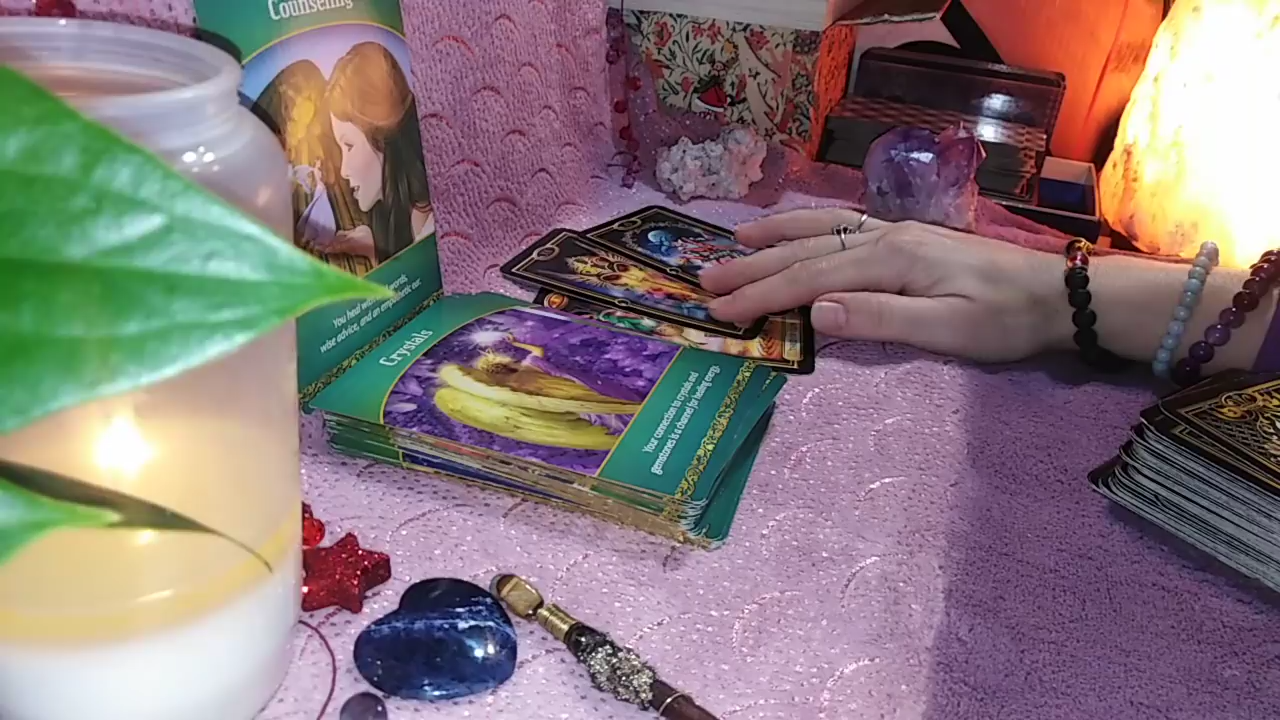 Counseling
You heal with words,
wise advice, and an empathetic ear.
Crystals
Your connection to crystals and
gemstones is a channel for healing energy.